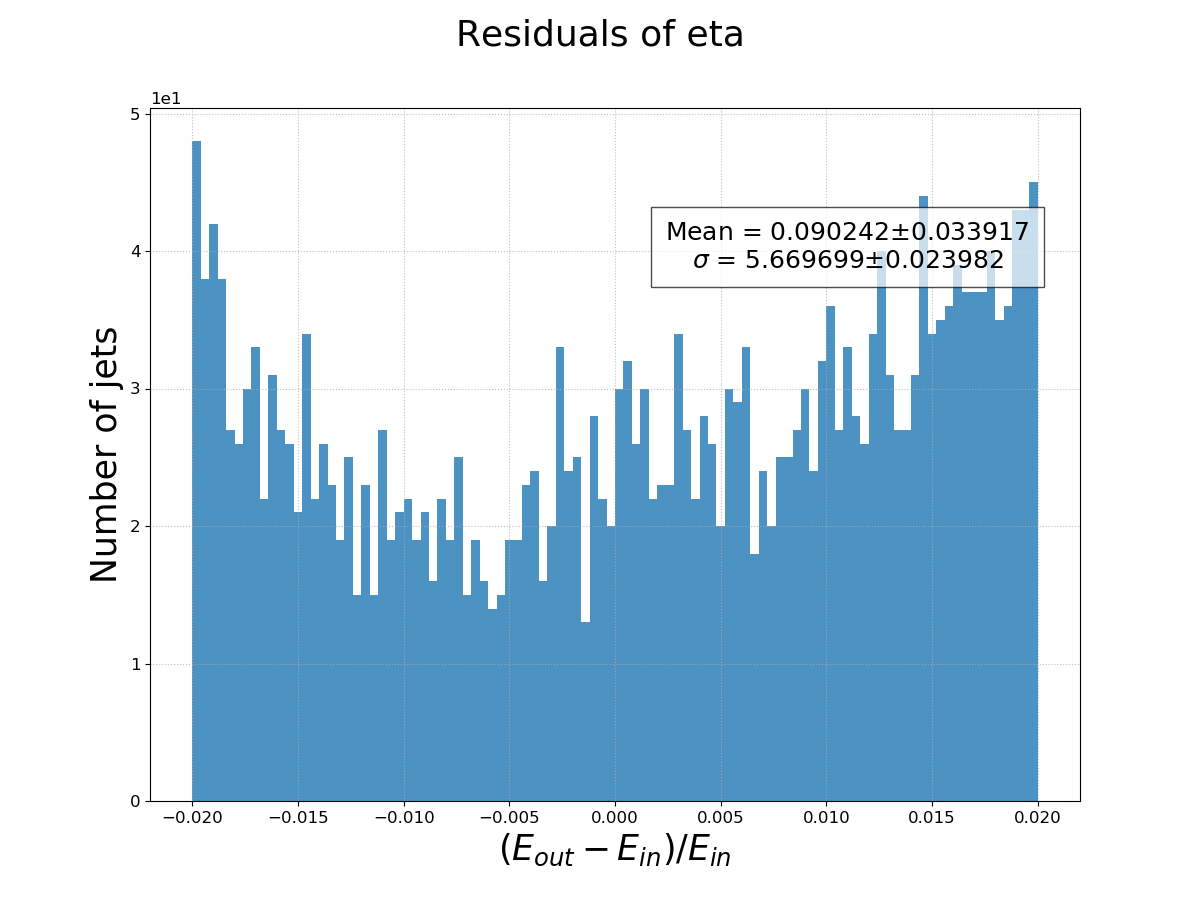 Residuals of eta
1e1
5
4
3
2
1
0
Number of jets
Mean = 0.090242±0.033917
σ = 5.669699±0.023982
−0.020 −0.015 −0.010 −0.005 0.000 0.005 0.010 0.015 0.020
(E_out − E_in)/E_in